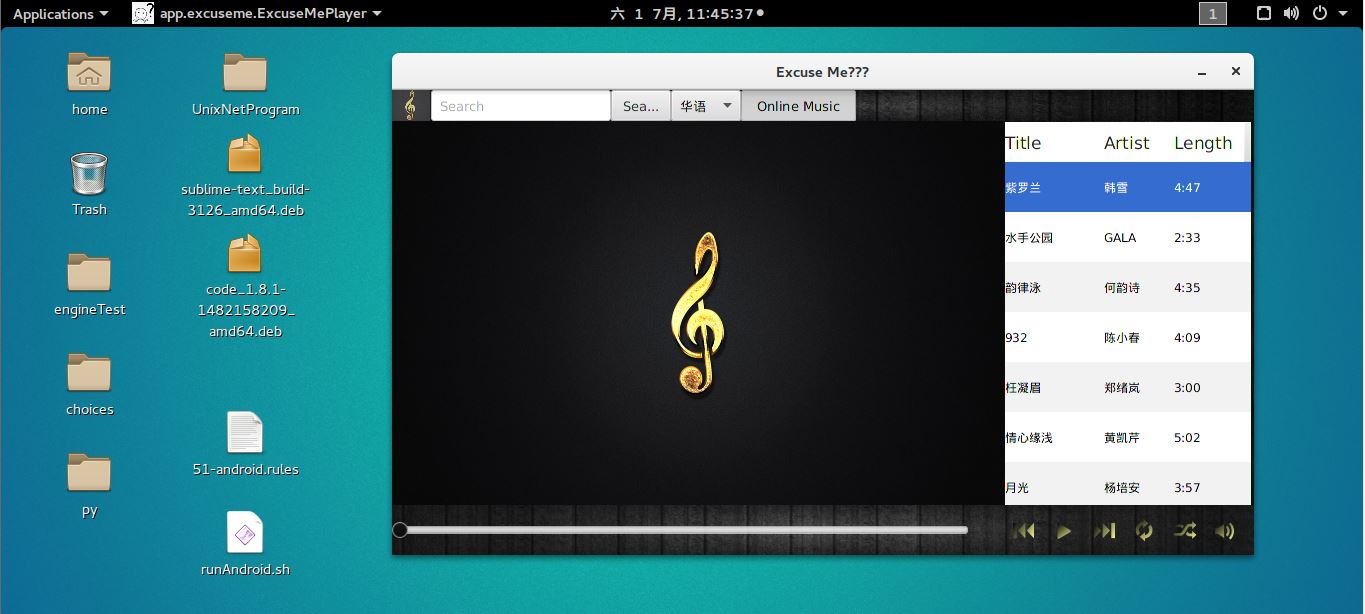 Applications
app.excuseme.ExcuseMePlayer
六 1 7月, 11:45:37
1
home
UnixNetProgram
Trash
sublime-text_build-
3126_amd64.deb
engineTest
code_1.8.1-
1482158209_
amd64.deb
choices
51-android.rules
py
runAndroid.sh
Excuse Me???
Search
Sea...
华语
Online Music
Title Artist Length
紫罗兰 韩雪 4:47
水手公园 GALA 2:33
韵律泳 何韵诗 4:35
932 陈小春 4:09
枉凝眉 郑绪岚 3:00
情心缘浅 黄凯芹 5:02
月光 杨培安 3:57